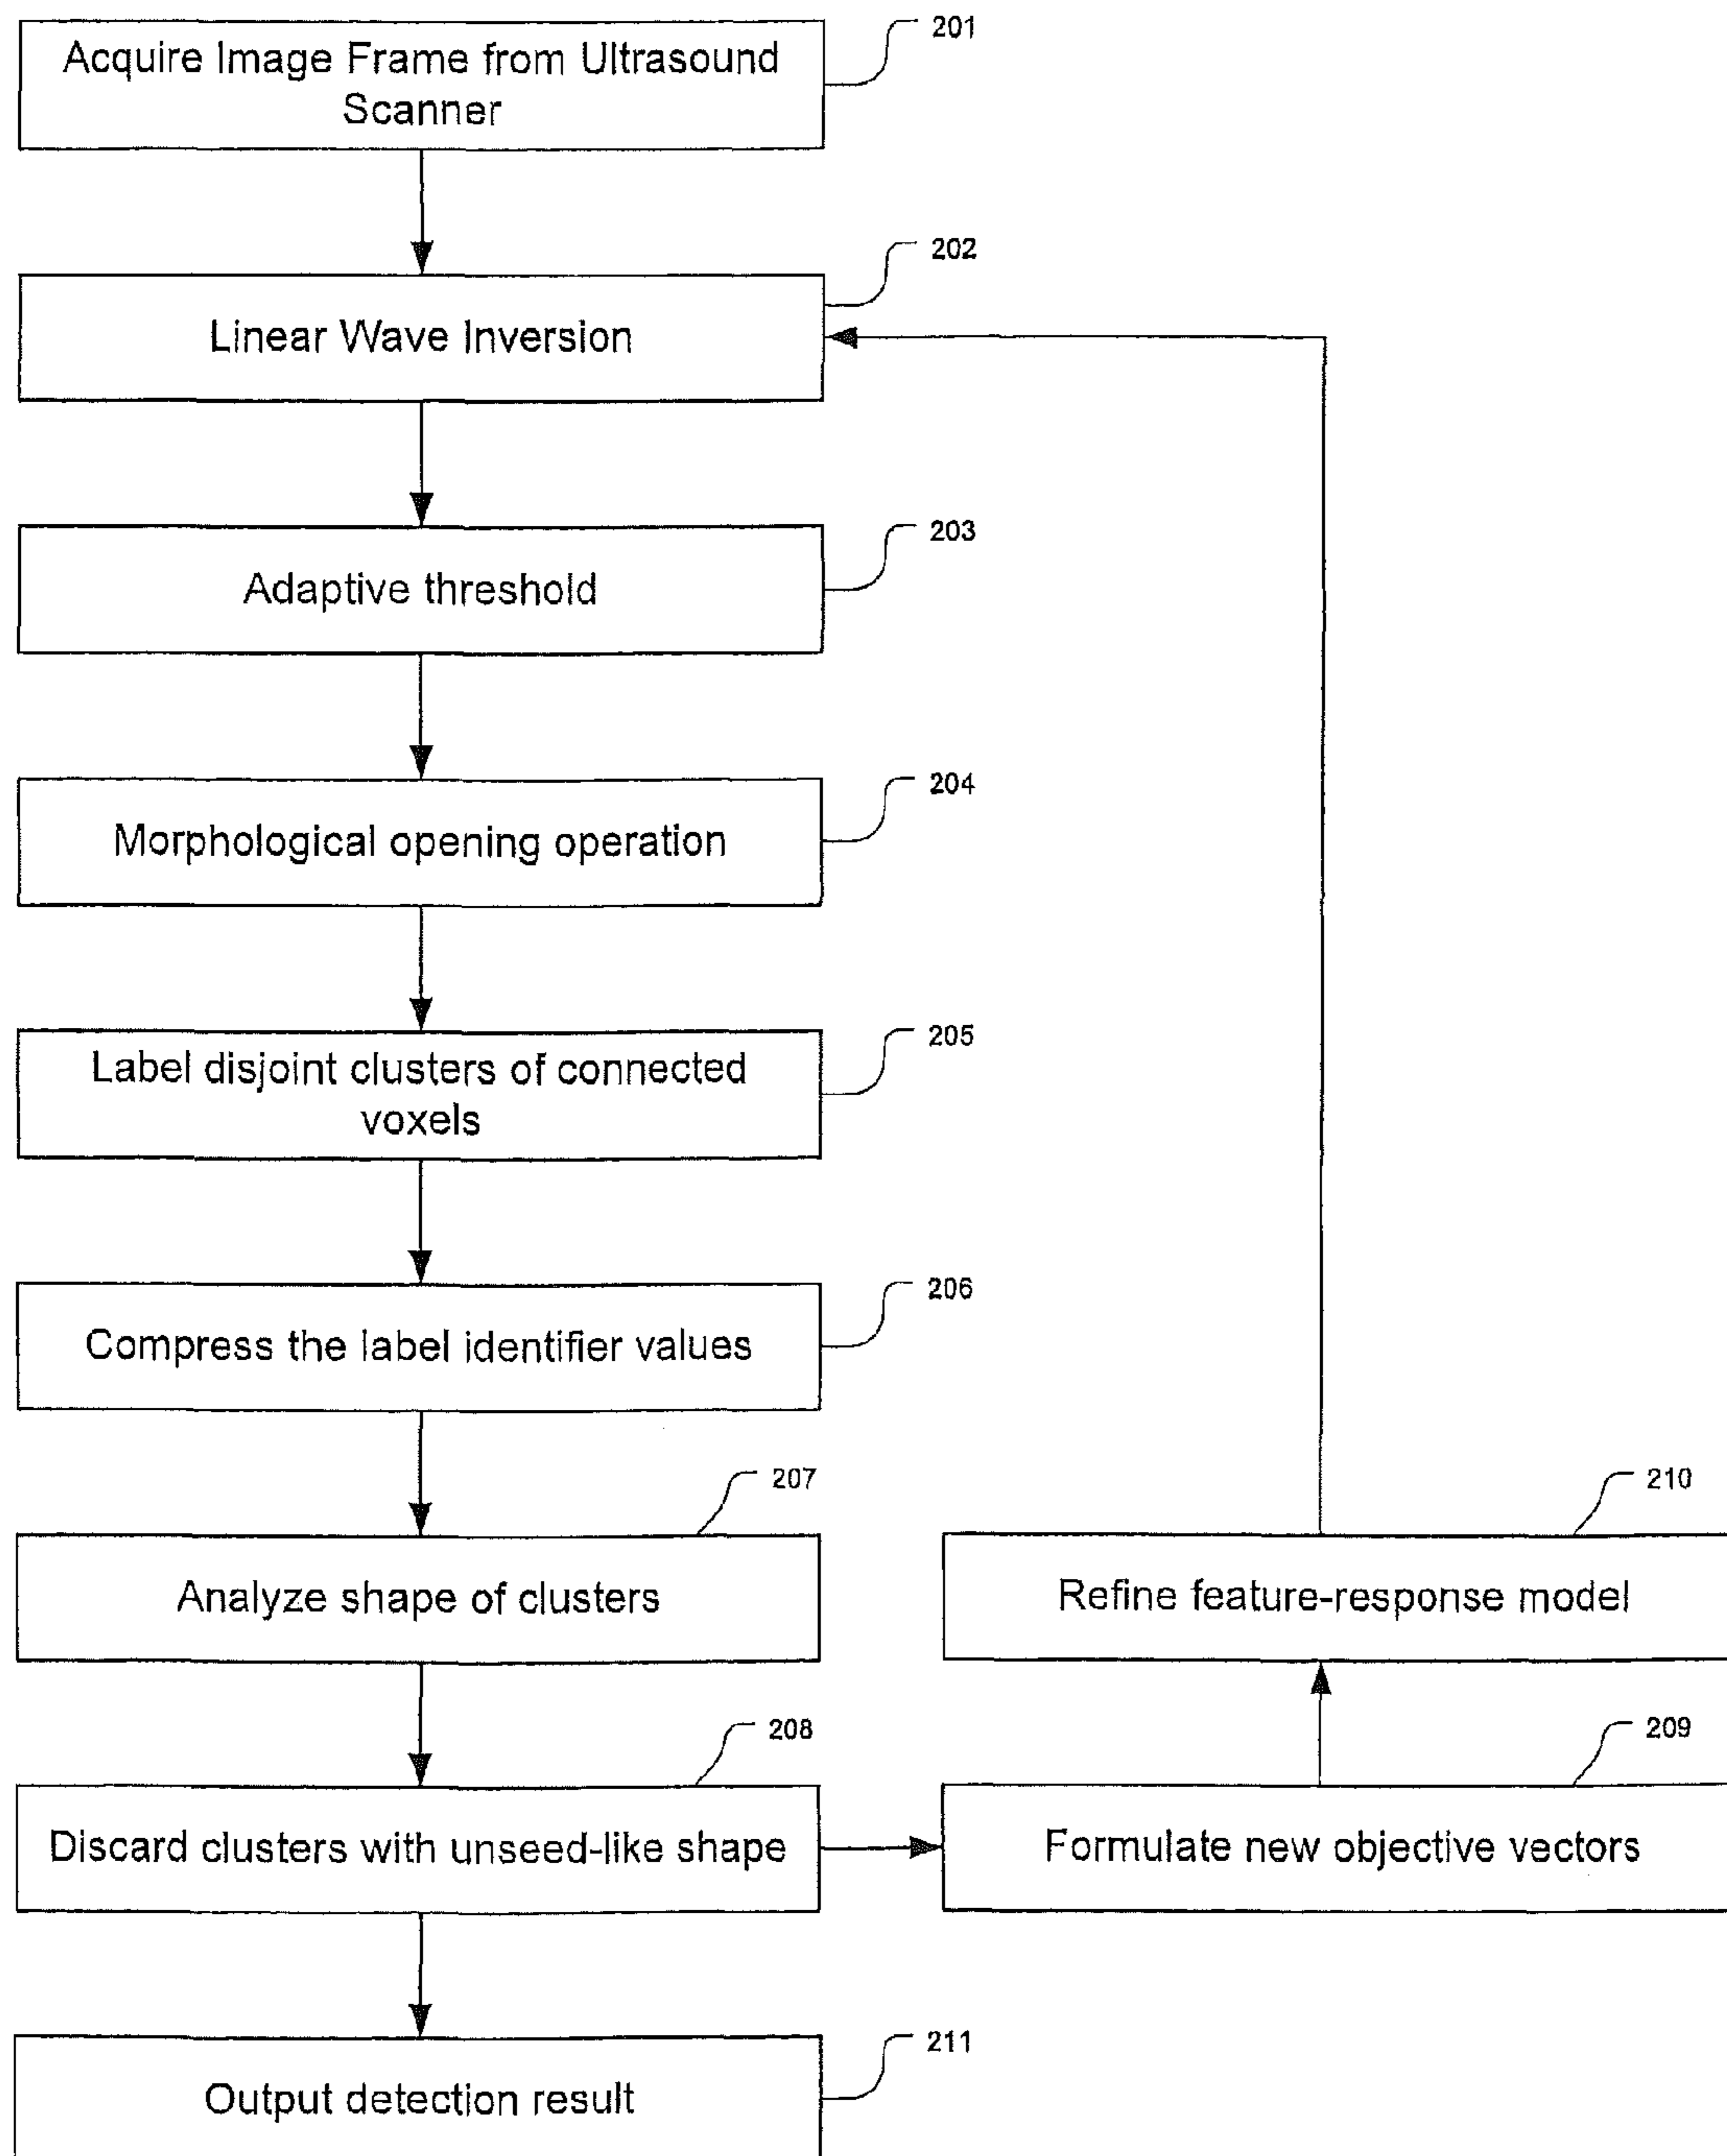 201
Acquire Image Frame from Ultrasound
Scanner
202
Linear Wave Inversion
203
Adaptive threshold
204
Morphological opening operation
205
Label disjoint clusters of connected
voxels
206
Compress the label identifier values
207
Analyze shape of clusters
210
Refine feature-response model
208
Discard clusters with unseed-like shape
209
Formulate new objective vectors
211
Output detection result